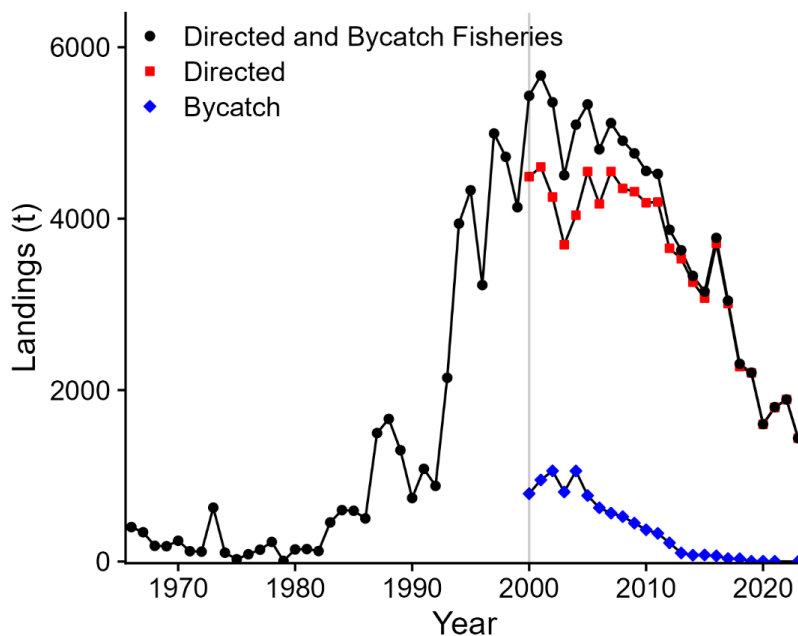 Directed and Bycatch Fisheries
Directed
Bycatch
6000
4000
2000
0
Landings (t)
1970 1980 1990 2000 2010 2020
Year